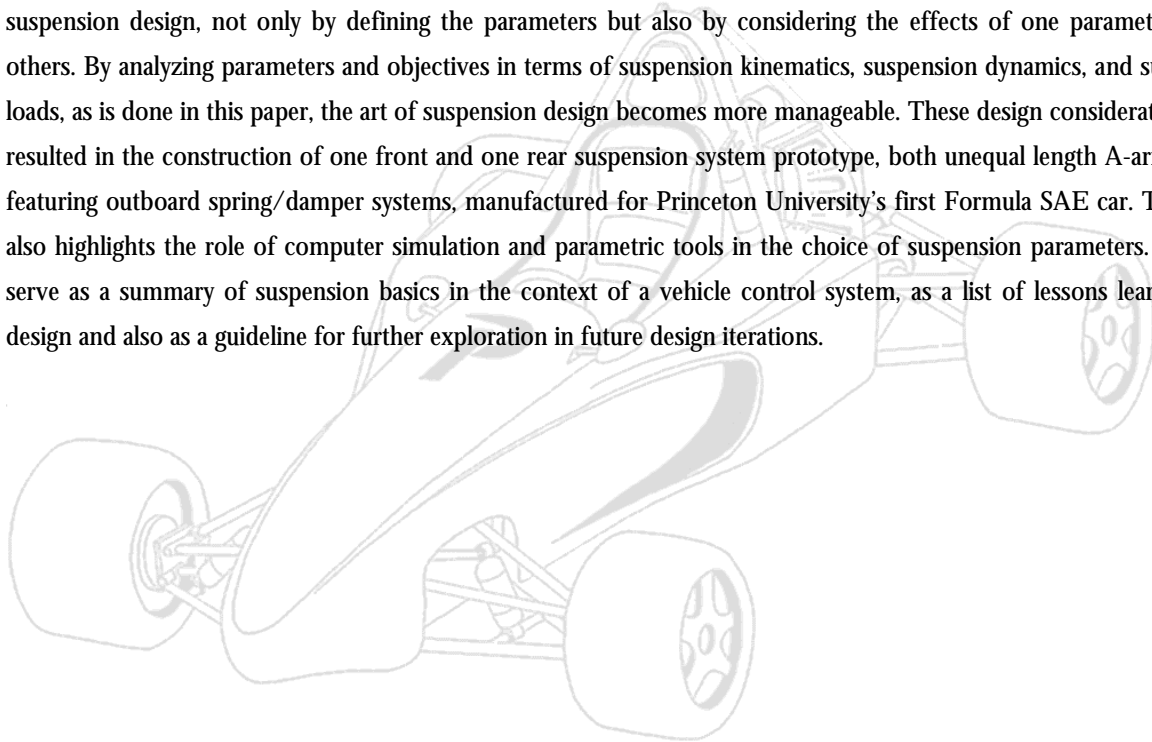 suspension design, not only by defining the parameters but also by considering the effects of one paramet
others. By analyzing parameters and objectives in terms of suspension kinematics, suspension dynamics, and s
loads, as is done in this paper, the art of suspension design becomes more manageable. These design considerat
resulted in the construction of one front and one rear suspension system prototype, both unequal length A-ar
featuring outboard spring/damper systems, manufactured for Princeton University's first Formula SAE car. T
also highlights the role of computer simulation and parametric tools in the choice of suspension parameters.
serve as a summary of suspension basics in the context of a vehicle control system, as a list of lessons lear
design and also as a guideline for further exploration in future design iterations.